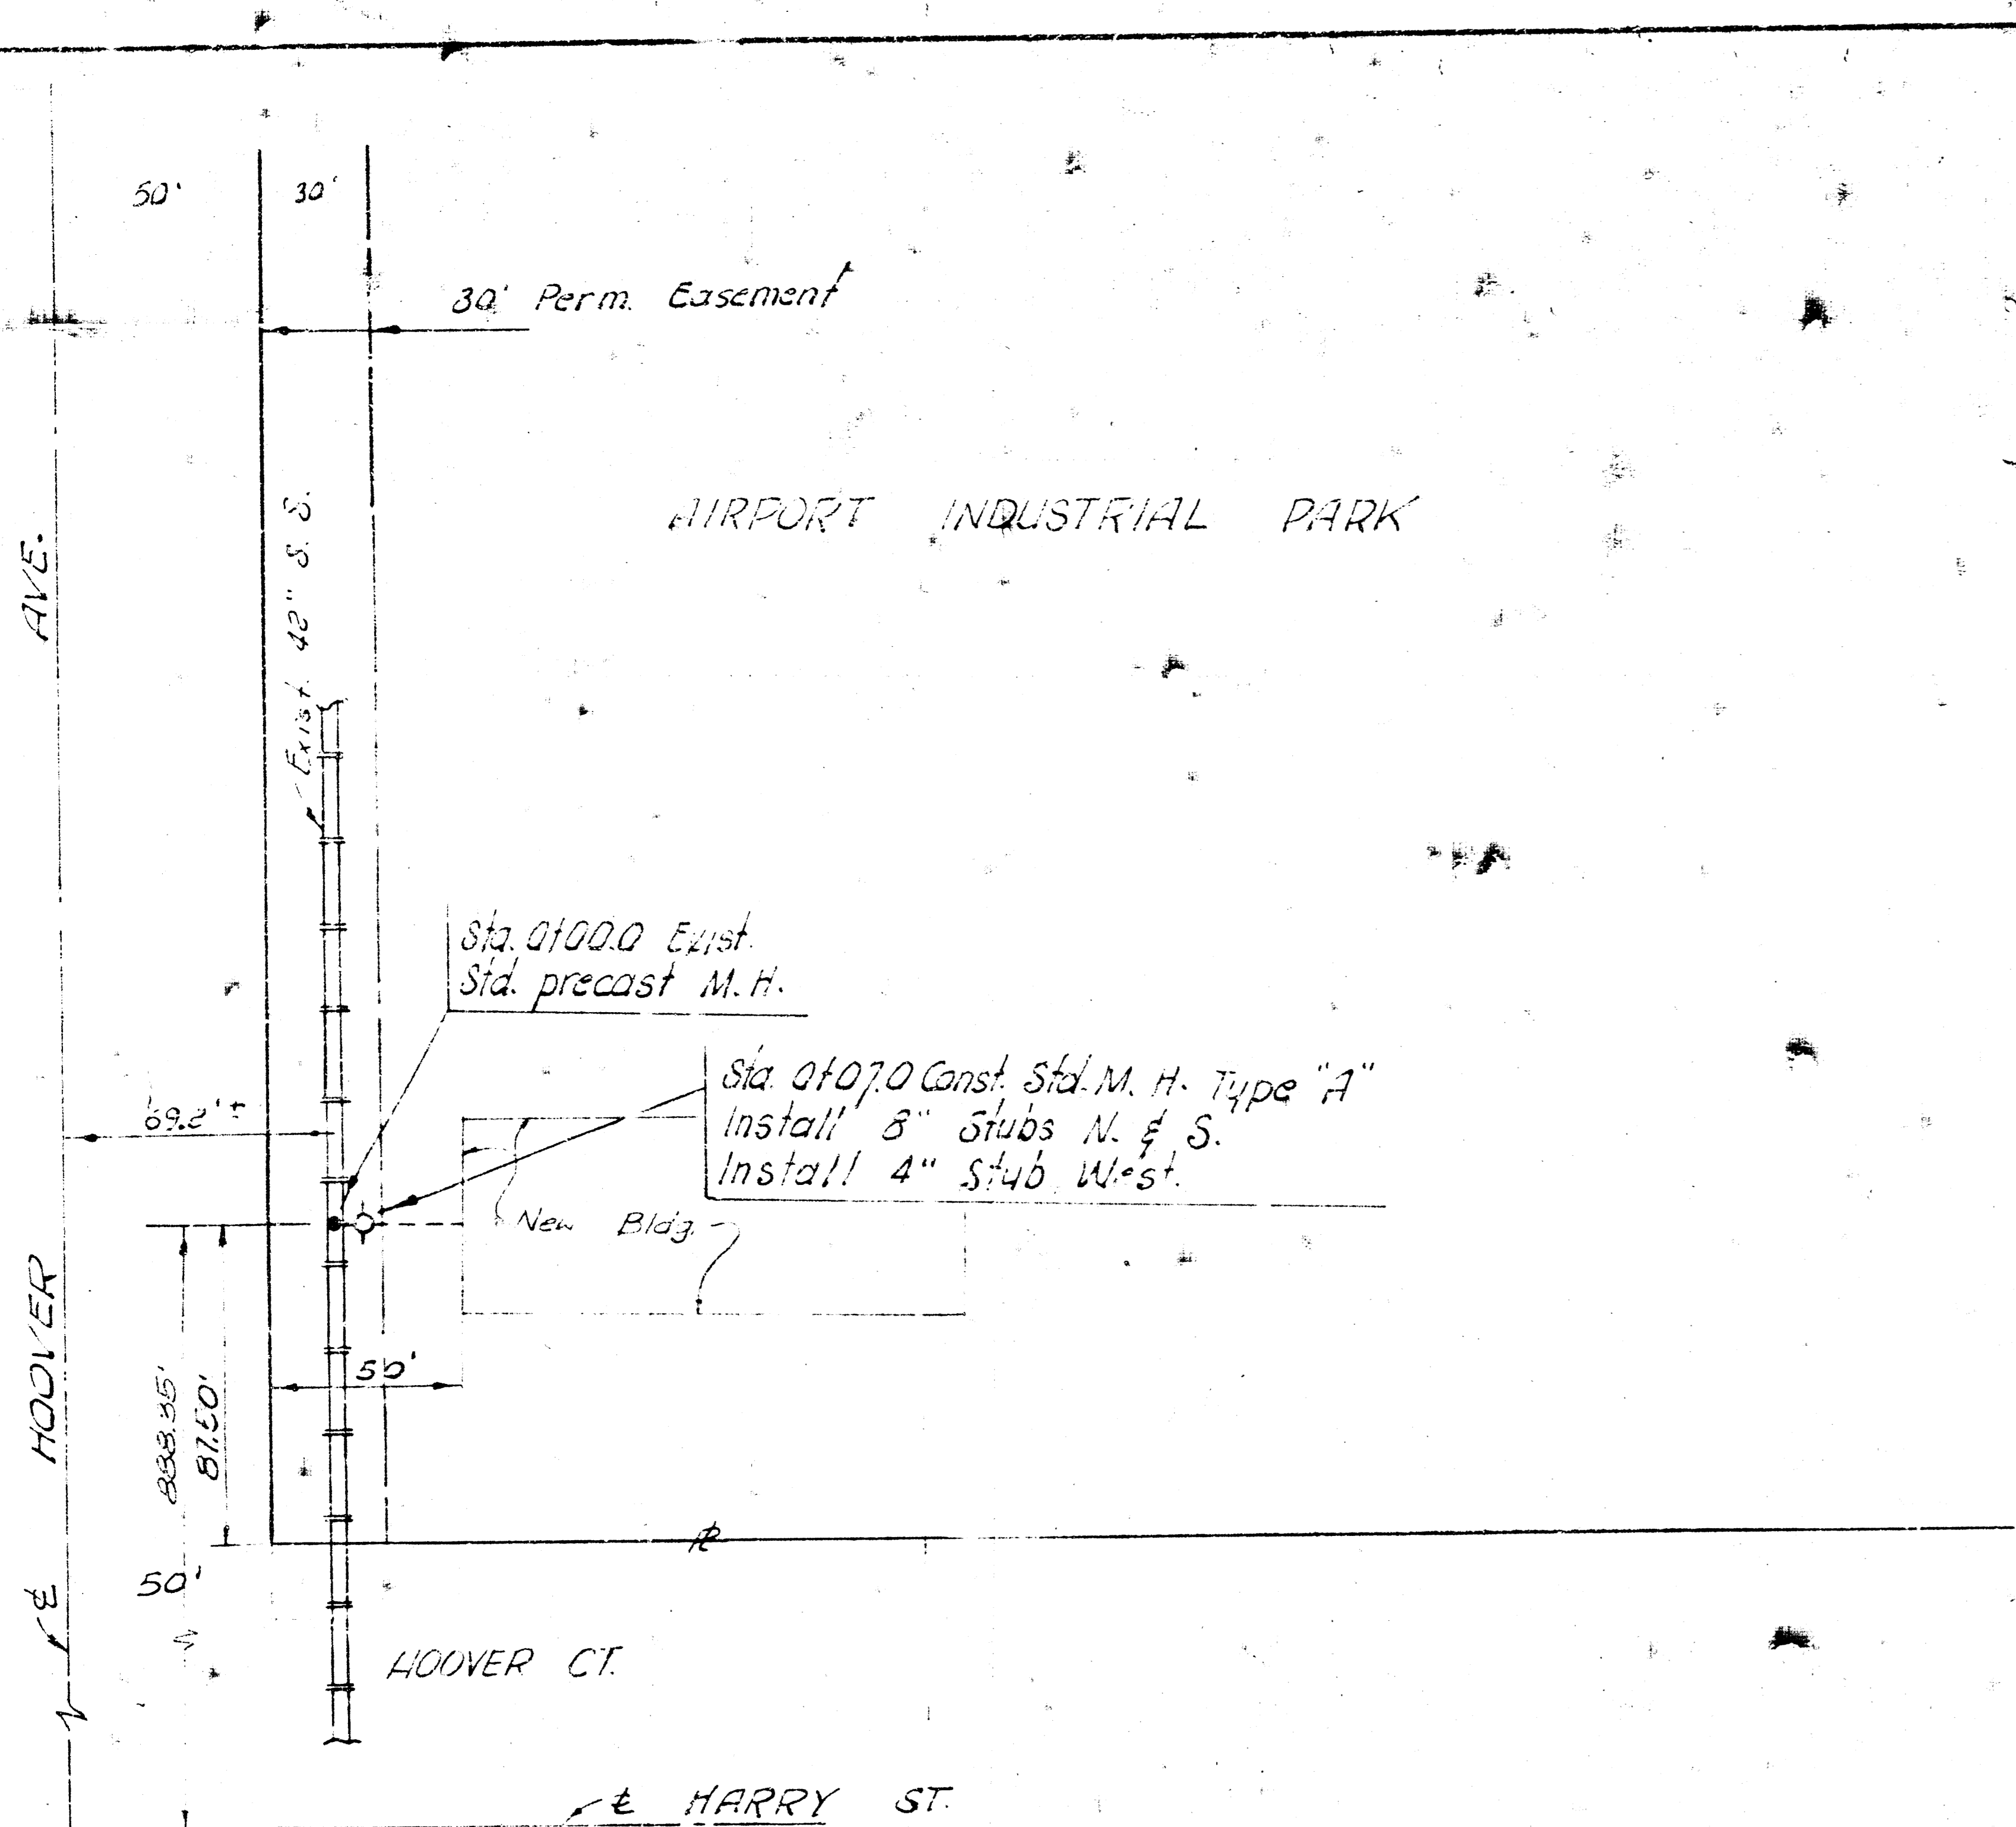 50'
30'
30' Perm. Easement
AIRPORT INDUSTRIAL PARK
Exist. 42" S. S.
HOOVER AVE.
Sta. 0+00.0 Exist.
Std. precast M.H.
Sta. 0+07.0 Const. Std. M. H. Type "A"
Install 8" Stubs N. & S.
Install 4" Stub West.
69.2'±
New Bldg.
50'
888.35'
87.50'
50'
HOOVER CT.
℄ HARRY ST.